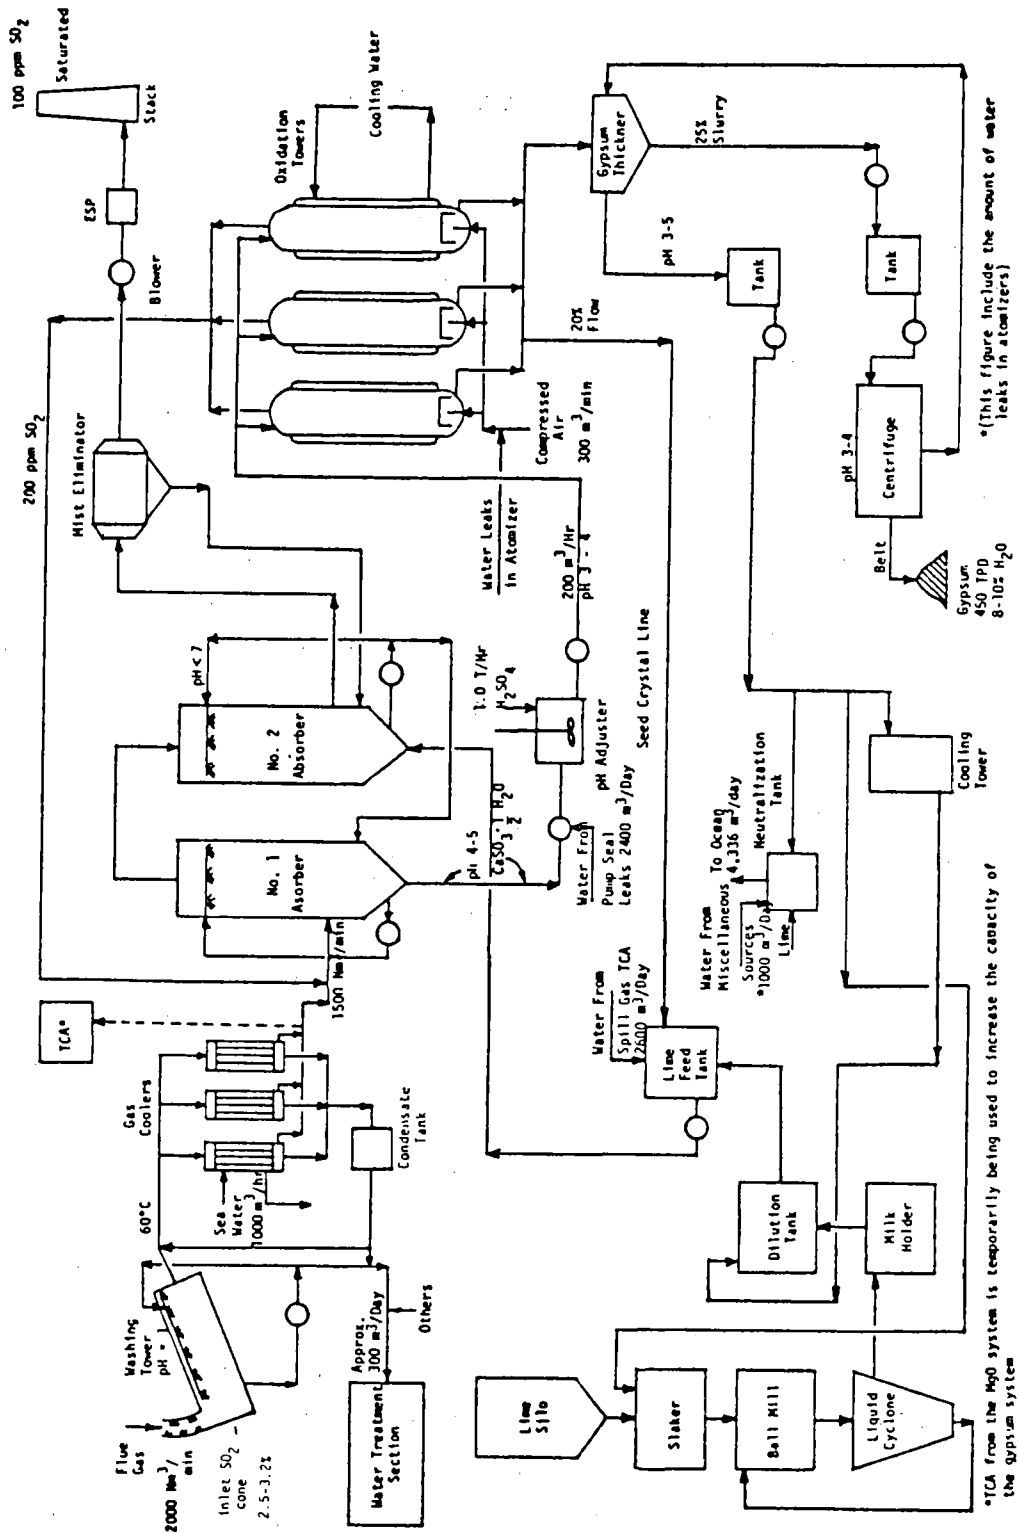 Flue
Gas
2000 Nm³/
min
Inlet SO₂ –
conc
2.5-3.2%
Washing
Tower
pH = 1
60°C
Gas
Coolers
Sea
Water
1000 m³/hr
Condensate
Tank
TCA*
Approx.
300 m³/Day
Others
Water Treatment
Section
1500 Nm³/min
No. 1
Asorber
No. 2
Absorber
pH<7
pH 4-5
CaSO₃·½ H₂O
Mist Eliminator
200 ppm SO₂
Blower
ESP
Stack
100 ppm SO₂
Saturated
Oxidation
Towers
Cooling Water
Water Leaks
in Atomizer
Compressed
Air
300 m³/min
200 m³/Hr
pH 3 - 4
T/Hr
H₂SO₄
pH Adjuster
Water From
Pump Seal
Leaks 2400 m³/Day
Seed Crystal Line
20%
Flow
Gypsum
Thickner
25%
Slurry
pH 3-5
Tank
Tank
pH 3-4
Centrifuge
Belt
Gypsum
450 TPD
8-10% H₂O
Water From
Spill Gas TCA
2600 m³/Day
Lime
Feed
Tank
Water From
Miscellaneous
Sources
*1000 m³/Day
Lime
To Ocean
4,336 m³/day
Neutralization
Tank
Cooling
Tower
Dilution
Tank
Milk
Holder
Lime
Silo
Slaker
Ball Mill
Liquid
Cyclone
*(This figure include the amount of water
leaks in atomizers)
*TCA from the MgO system is temporarily being used to increase the capacity of
the gypsum system